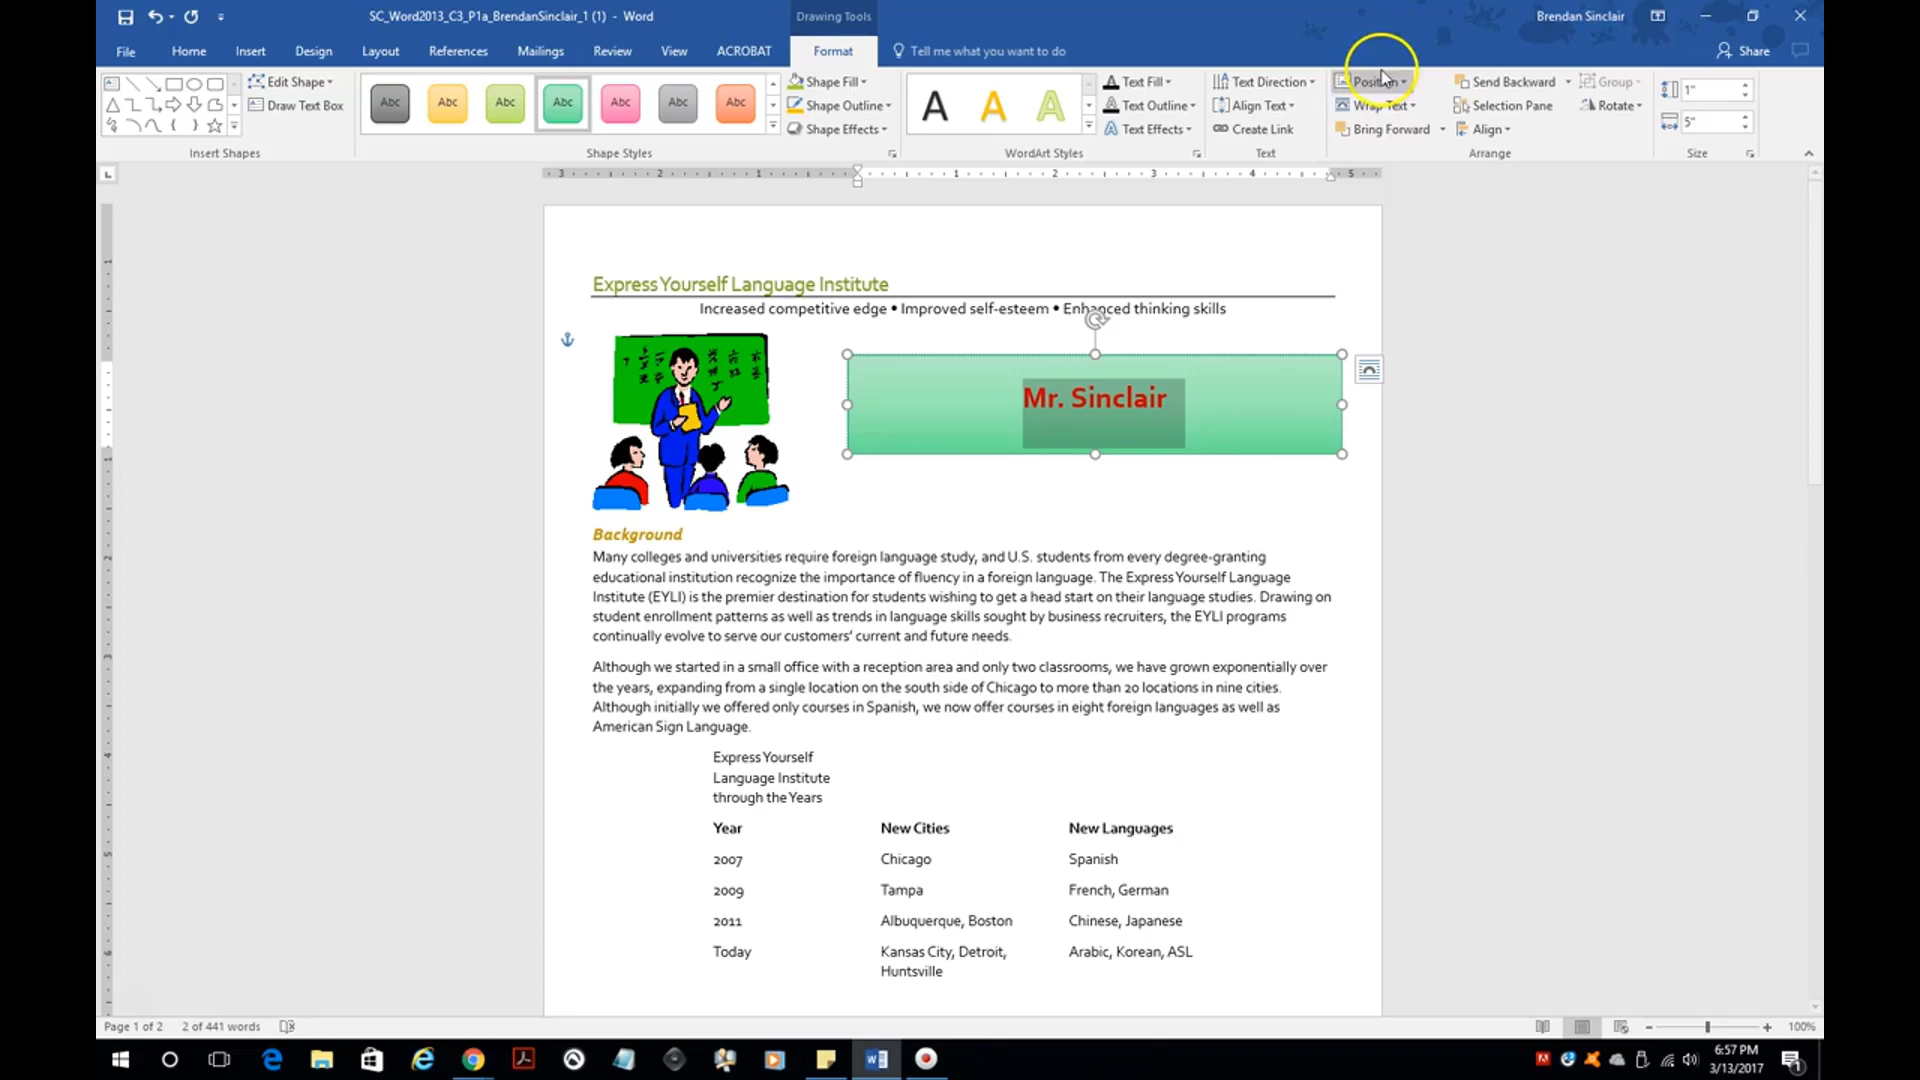 SC_Word2013_C3_P1a_BrendanSinclair_1 (1) - Word
Drawing Tools
Brendan Sinclair
File Home Insert Design Layout References Mailings Review View ACROBAT Format Tell me what you want to do Share
Edit Shape
Draw Text Box
Insert Shapes
Abc Abc Abc Abc Abc Abc Abc
Shape Fill
Shape Outline
Shape Effects
Shape Styles
A A A
Text Fill
Text Outline
Text Effects
WordArt Styles
Text Direction
Align Text
Create Link
Text
Position
Wrap Text
Bring Forward
Send Backward
Selection Pane
Align
Group
Rotate
Arrange
1"
5"
Size
3 2 1 1 2 3 4 5
Express Yourself Language Institute
Increased competitive edge • Improved self-esteem • Enhanced thinking skills
Mr. Sinclair
Background
Many colleges and universities require foreign language study, and U.S. students from every degree-granting
educational institution recognize the importance of fluency in a foreign language. The Express Yourself Language
Institute (EYLI) is the premier destination for students wishing to get a head start on their language studies. Drawing on
student enrollment patterns as well as trends in language skills sought by business recruiters, the EYLI programs
continually evolve to serve our customers' current and future needs.
Although we started in a small office with a reception area and only two classrooms, we have grown exponentially over
the years, expanding from a single location on the south side of Chicago to more than 20 locations in nine cities.
Although initially we offered only courses in Spanish, we now offer courses in eight foreign languages as well as
American Sign Language.
Express Yourself
Language Institute
through the Years
Year New Cities New Languages
2007 Chicago Spanish
2009 Tampa French, German
2011 Albuquerque, Boston Chinese, Japanese
Today Kansas City, Detroit, Arabic, Korean, ASL
Huntsville
Page 1 of 2 2 of 441 words 100%
6:57 PM
3/13/2017